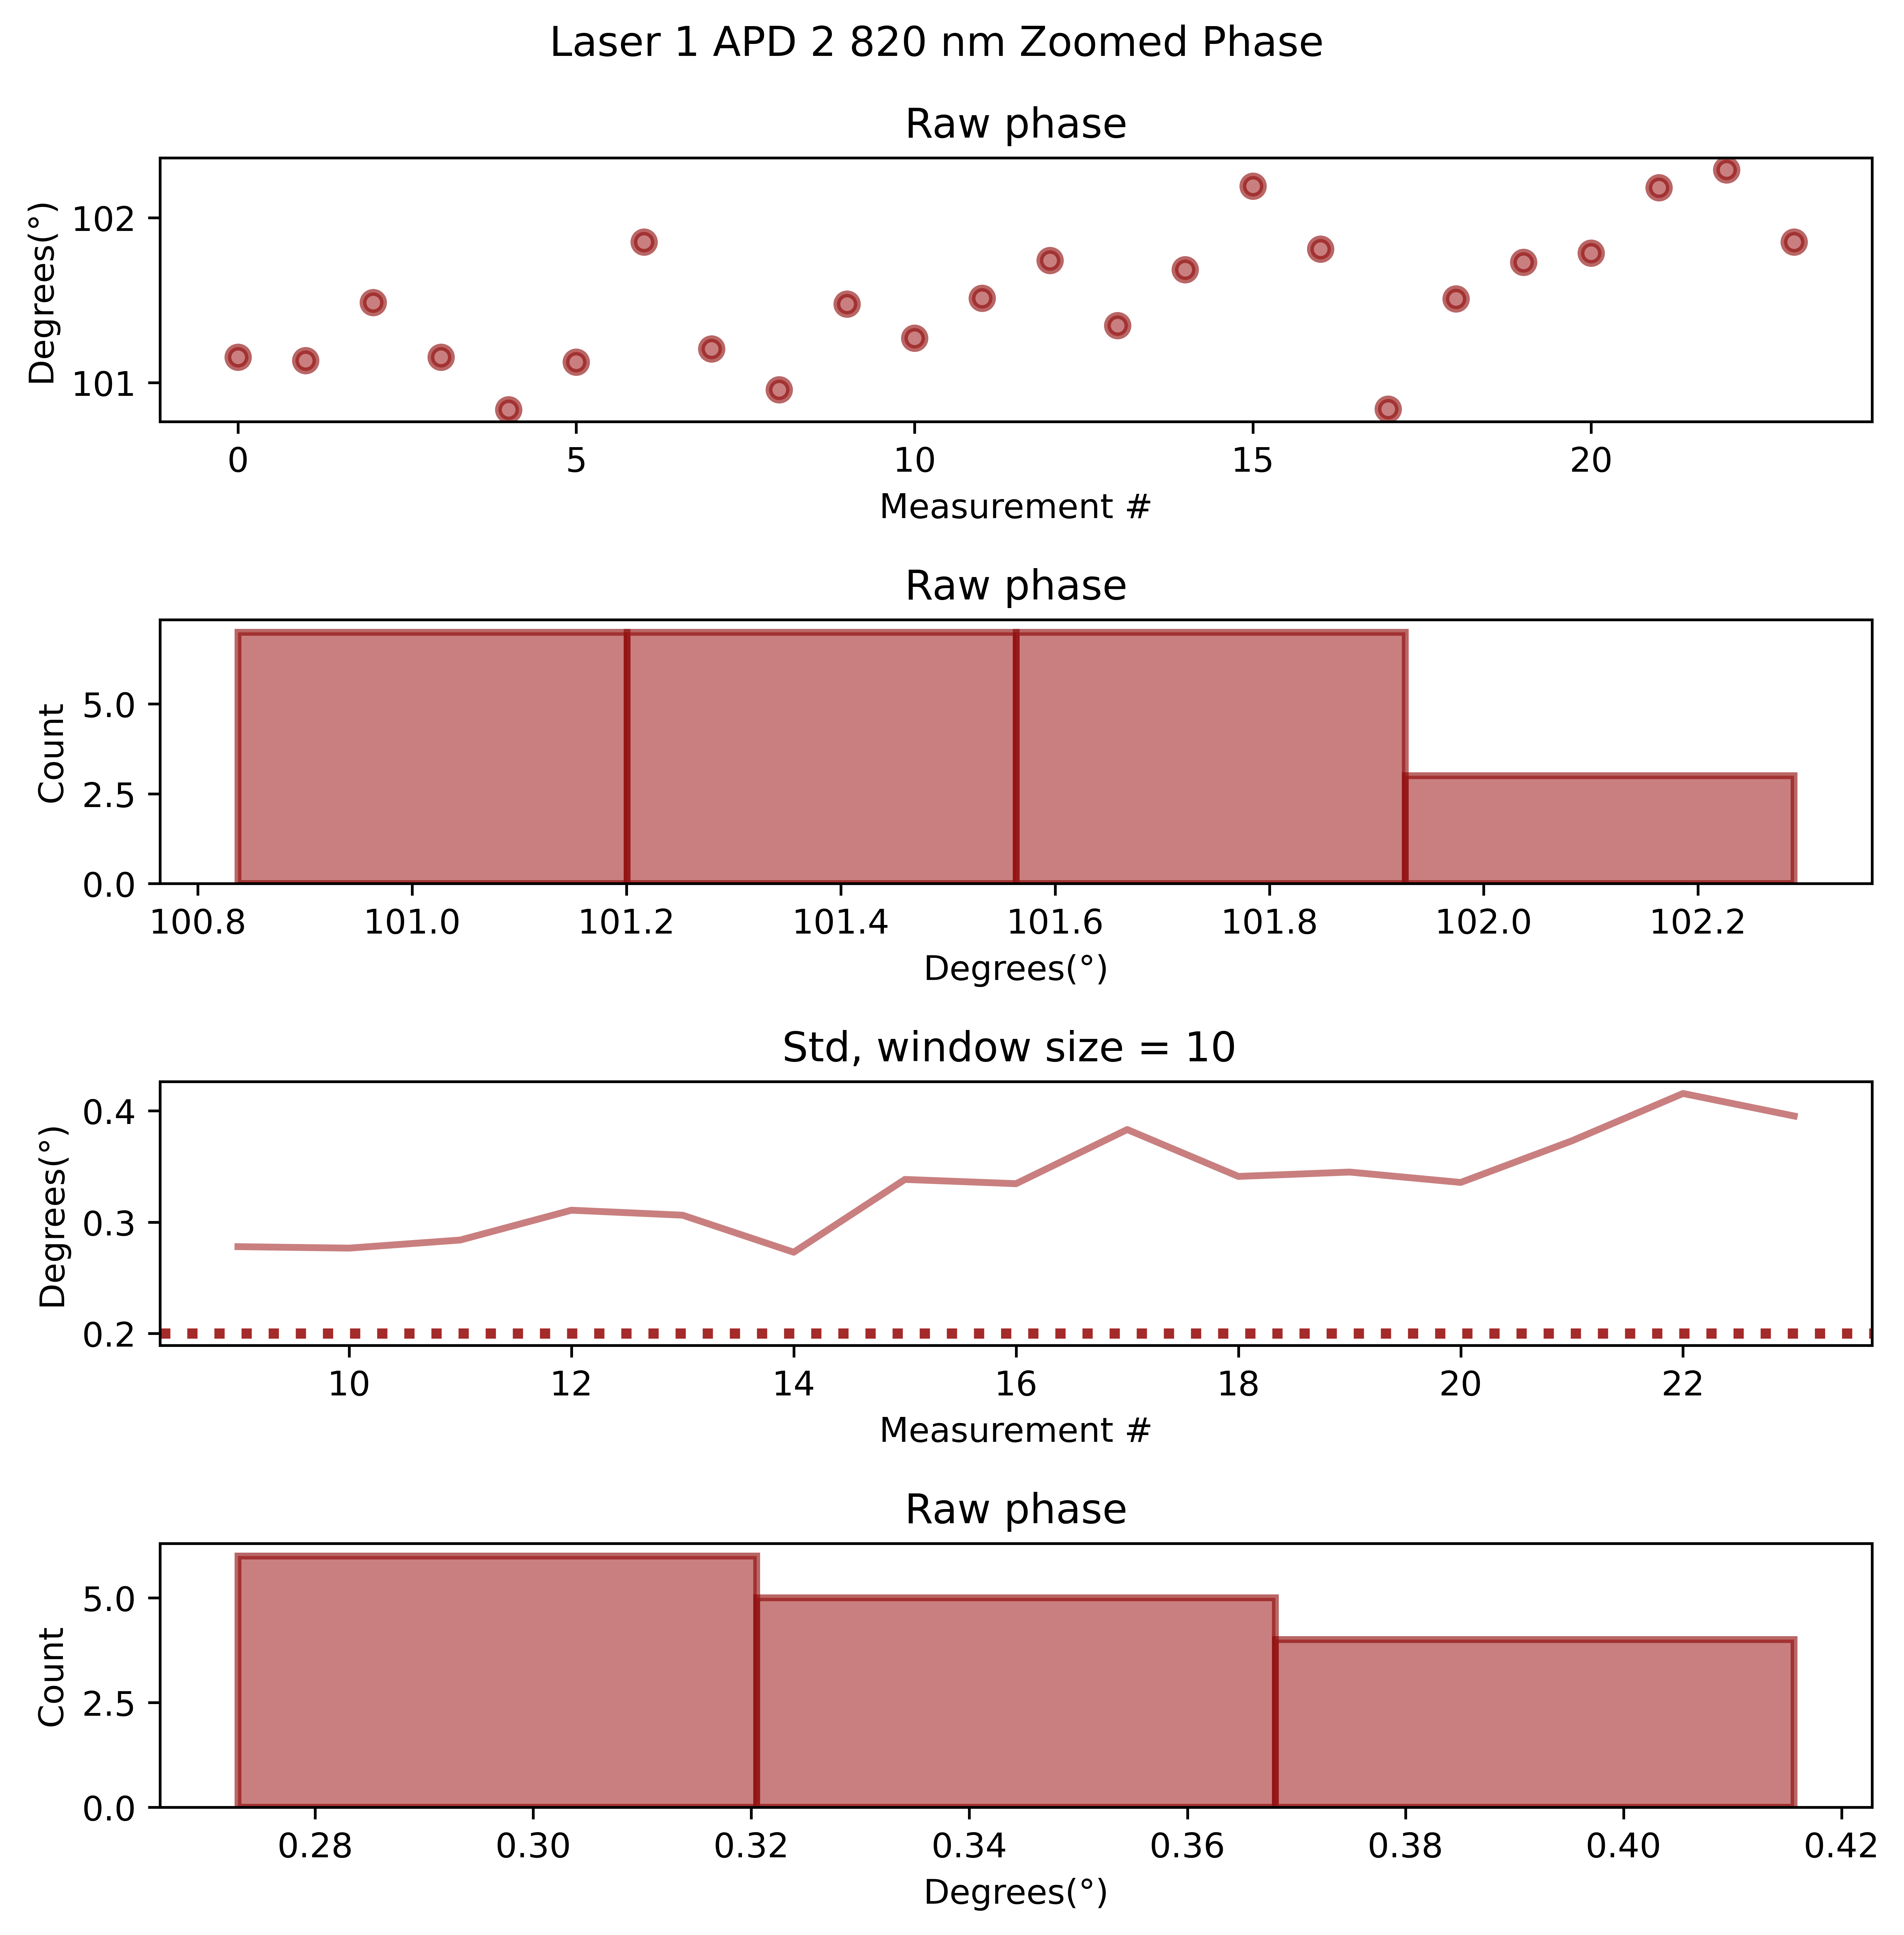 Laser 1 APD 2 820 nm Zoomed Phase
Raw phase
Degrees(°)
102
101
0 5 10 15 20
Measurement #
Raw phase
Count
5.0
2.5
0.0
100.8 101.0 101.2 101.4 101.6 101.8 102.0 102.2
Degrees(°)
Std, window size = 10
Degrees(°)
0.4
0.3
0.2
10 12 14 16 18 20 22
Measurement #
Raw phase
Count
5.0
2.5
0.0
0.28 0.30 0.32 0.34 0.36 0.38 0.40 0.42
Degrees(°)